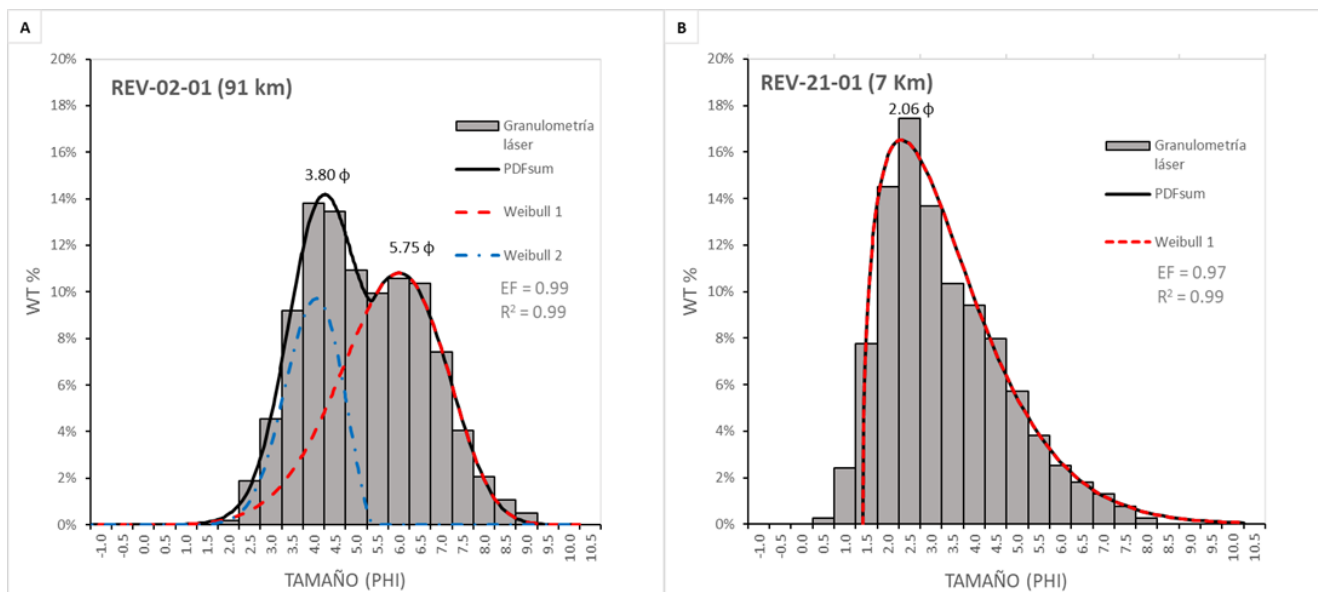 A
REV-02-01 (91 km)
20%
18%
16%
14%
12%
10%
8%
6%
4%
2%
0%
WT %
3.80 ϕ
5.75 ϕ
Granulometría
láser
PDFsum
Weibull 1
Weibull 2
EF = 0.99
R² = 0.99
-1.0 -0.5 0.0 0.5 1.0 1.5 2.0 2.5 3.0 3.5 4.0 4.5 5.0 5.5 6.0 6.5 7.0 7.5 8.0 8.5 9.0 9.5 10.0 10.5
TAMAÑO (PHI)
B
REV-21-01 (7 Km)
20%
18%
16%
14%
12%
10%
8%
6%
4%
2%
0%
WT %
2.06 ϕ
Granulometría
láser
PDFsum
Weibull 1
EF = 0.97
R² = 0.99
-1.0 -0.5 0.0 0.5 1.0 1.5 2.0 2.5 3.0 3.5 4.0 4.5 5.0 5.5 6.0 6.5 7.0 7.5 8.0 8.5 9.0 9.5 10.0 10.5
TAMAÑO (PHI)